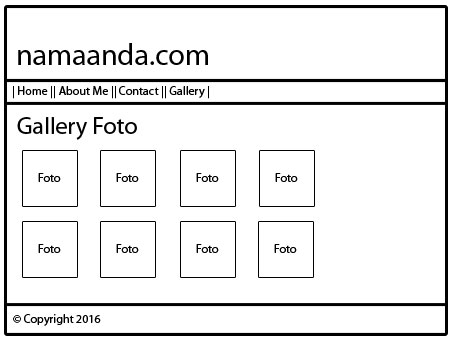 namaanda.com
| Home || About Me || Contact || Gallery |
Gallery Foto
Foto Foto Foto Foto
Foto Foto Foto Foto
© Copyright 2016